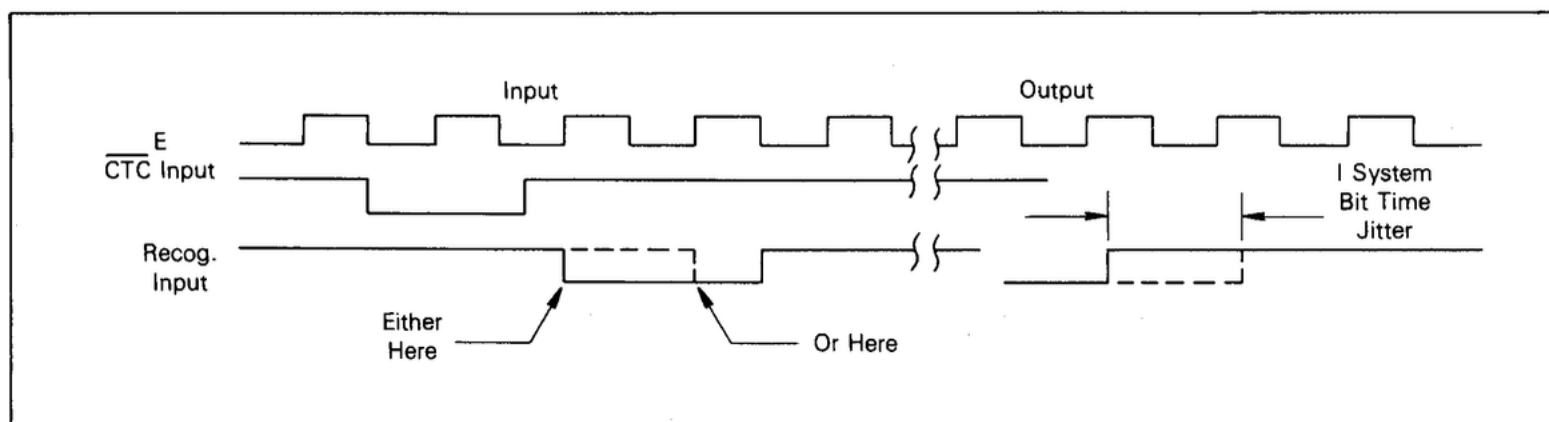 Input
Output
E
CTC Input
I System
Bit Time
Jitter
Recog.
Input
Either
Here
Or Here